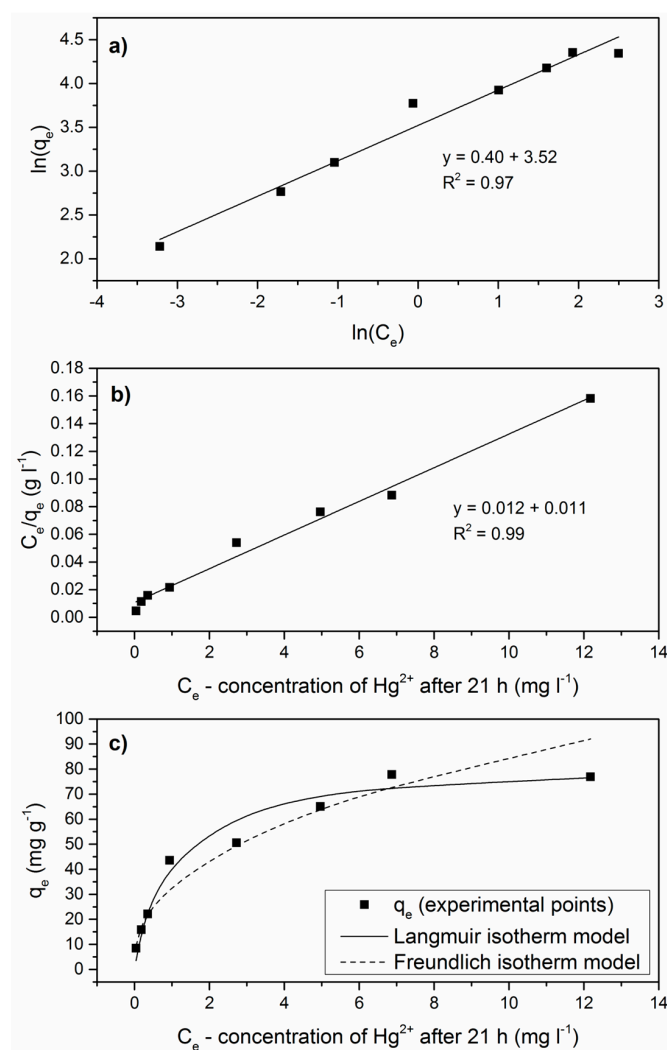 a)
4.5
4.0
3.5
3.0
2.5
2.0
ln(qₑ)
y = 0.40 + 3.52
R² = 0.97
-4 -3 -2 -1 0 1 2 3
ln(Cₑ)
b)
0.18
0.16
0.14
0.12
0.10
0.08
0.06
0.04
0.02
0.00
Cₑ/qₑ (g l⁻¹)
y = 0.012 + 0.011
R² = 0.99
0 2 4 6 8 10 12 14
Cₑ - concentration of Hg²⁺ after 21 h (mg l⁻¹)
c)
100
90
80
70
60
50
40
30
20
10
0
qₑ (mg g⁻¹)
qₑ (experimental points)
Langmuir isotherm model
Freundlich isotherm model
0 2 4 6 8 10 12 14
Cₑ - concentration of Hg²⁺ after 21 h (mg l⁻¹)